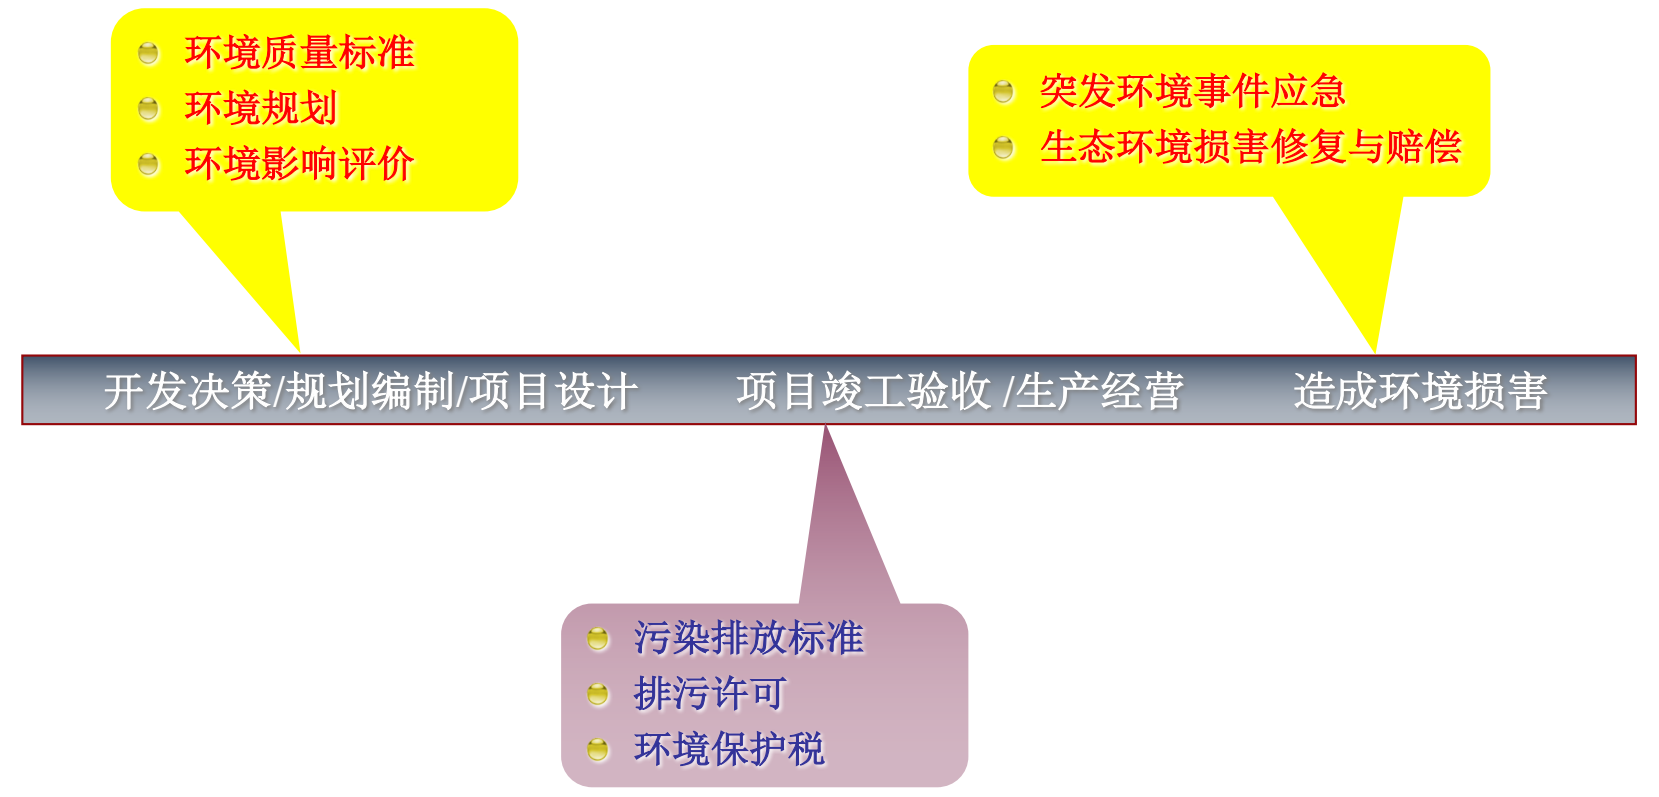 环境质量标准
环境规划
环境影响评价
突发环境事件应急
生态环境损害修复与赔偿
开发决策/规划编制/项目设计 项目竣工验收 /生产经营 造成环境损害
污染排放标准
排污许可
环境保护税